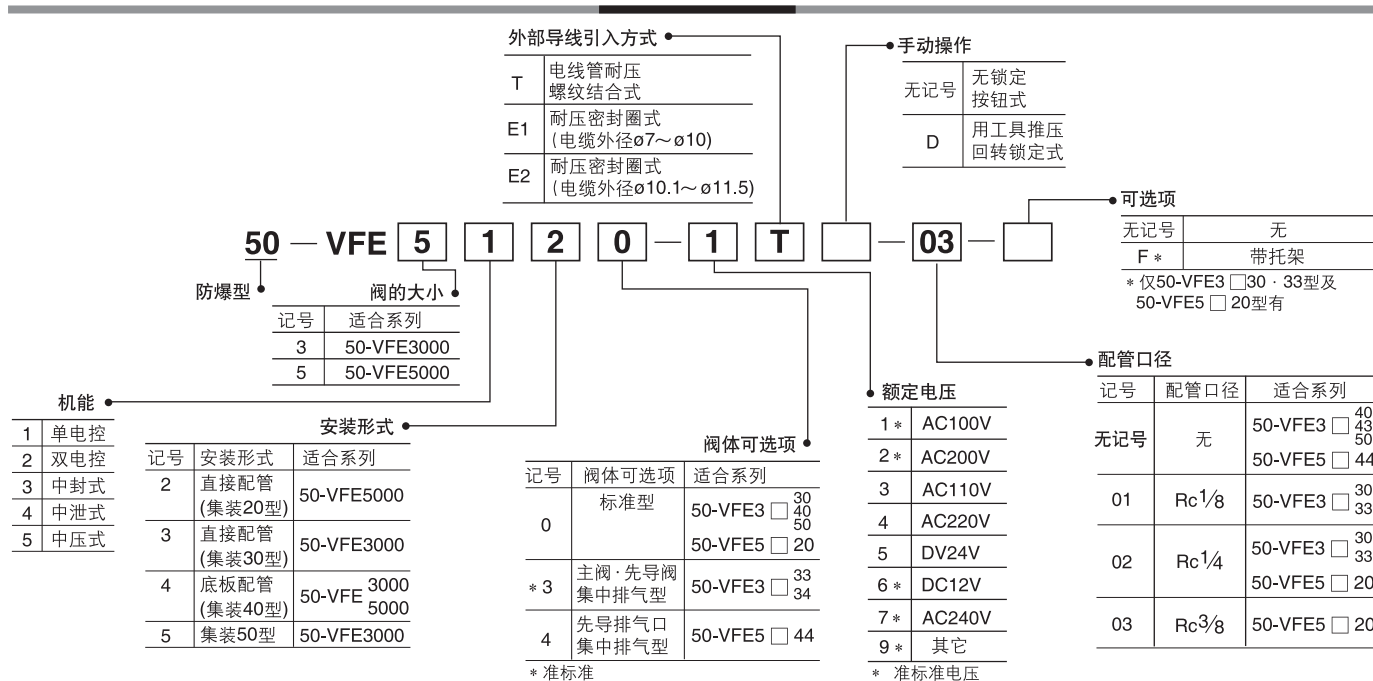 外部导线引入方式
T 电线管耐压
螺纹结合式
E1 耐压密封圈式
(电缆外径ø7～ø10)
E2 耐压密封圈式
(电缆外径ø10.1～ø11.5)
手动操作
无记号 无锁定
按钮式
D 用工具推压
回转锁定式
可选项
无记号 无
F * 带托架
* 仅50-VFE3 □30 · 33型及
50-VFE5 □ 20型有
50 — VFE 5 1 2 0 — 1 T □ — 03 — □
防爆型
阀的大小
记号 适合系列
3 50-VFE3000
5 50-VFE5000
机能
1 单电控
2 双电控
3 中封式
4 中泄式
5 中压式
安装形式
记号 安装形式 适合系列
2 直接配管
(集装20型) 50-VFE5000
3 直接配管
(集装30型) 50-VFE3000
4 底板配管
(集装40型) 50-VFE 3000
5000
5 集装50型 50-VFE3000
阀体可选项
记号 阀体可选项 适合系列
0 标准型 50-VFE3 □ 30
40
50
50-VFE5 □ 20
* 3 主阀·先导阀
集中排气型 50-VFE3 □ 33
34
4 先导排气口
集中排气型 50-VFE5 □ 44
* 准标准
额定电压
1 * AC100V
2 * AC200V
3 AC110V
4 AC220V
5 DV24V
6 * DC12V
7 * AC240V
9 * 其它
* 准标准电压
配管口径
记号 配管口径 适合系列
无记号 无 50-VFE3 □ 40
43
50
50-VFE5 □ 44
01 Rc1/8 50-VFE3 □ 30
33
02 Rc1/4 50-VFE3 □ 30
33
50-VFE5 □ 20
03 Rc3/8 50-VFE5 □ 20